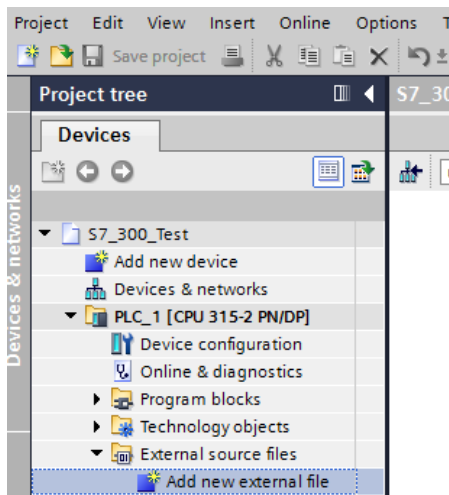 Project Edit View Insert Online Options
Save project
Project tree
S7_30
Devices
Devices & networks
S7_300_Test
Add new device
Devices & networks
PLC_1 [CPU 315-2 PN/DP]
Device configuration
Online & diagnostics
Program blocks
Technology objects
External source files
Add new external file